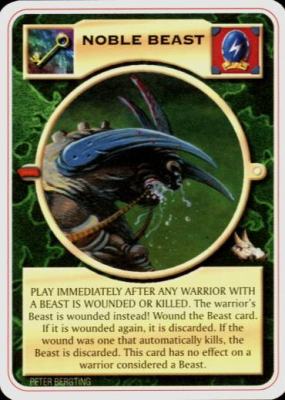 NOBLE BEAST
PLAY IMMEDIATELY AFTER ANY WARRIOR WITH
A BEAST IS WOUNDED OR KILLED. The warrior's
Beast is wounded instead! Wound the Beast card.
If it is wounded again, it is discarded. If the
wound was one that automatically kills, the
Beast is discarded. This card has no effect on a
warrior considered a Beast.
PETER BERGTING